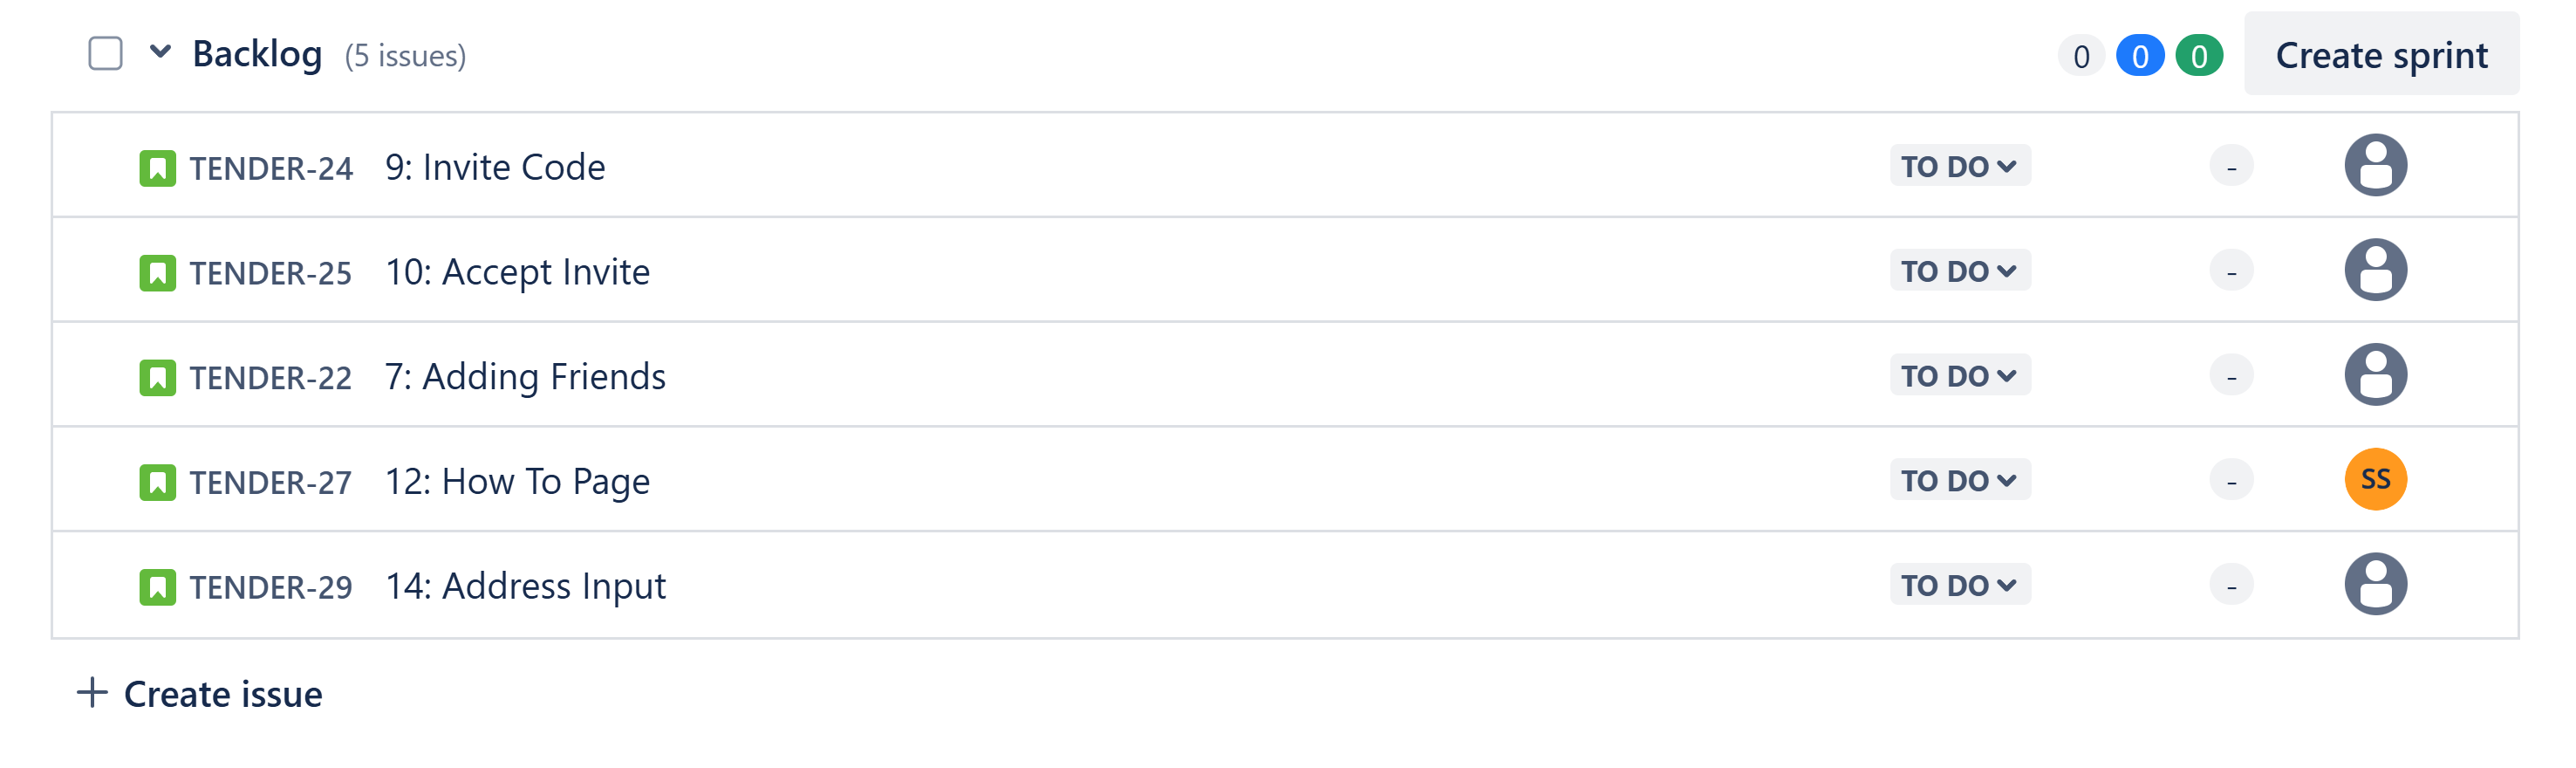 Backlog (5 issues) 0 0 0 Create sprint
TENDER-24 9: Invite Code TO DO -
TENDER-25 10: Accept Invite TO DO -
TENDER-22 7: Adding Friends TO DO -
TENDER-27 12: How To Page TO DO - SS
TENDER-29 14: Address Input TO DO -
+ Create issue